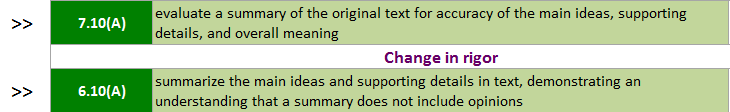 >> 7.10(A) evaluate a summary of the original text for accuracy of the main ideas, supporting
details, and overall meaning
Change in rigor
>> 6.10(A) summarize the main ideas and supporting details in text, demonstrating an
understanding that a summary does not include opinions